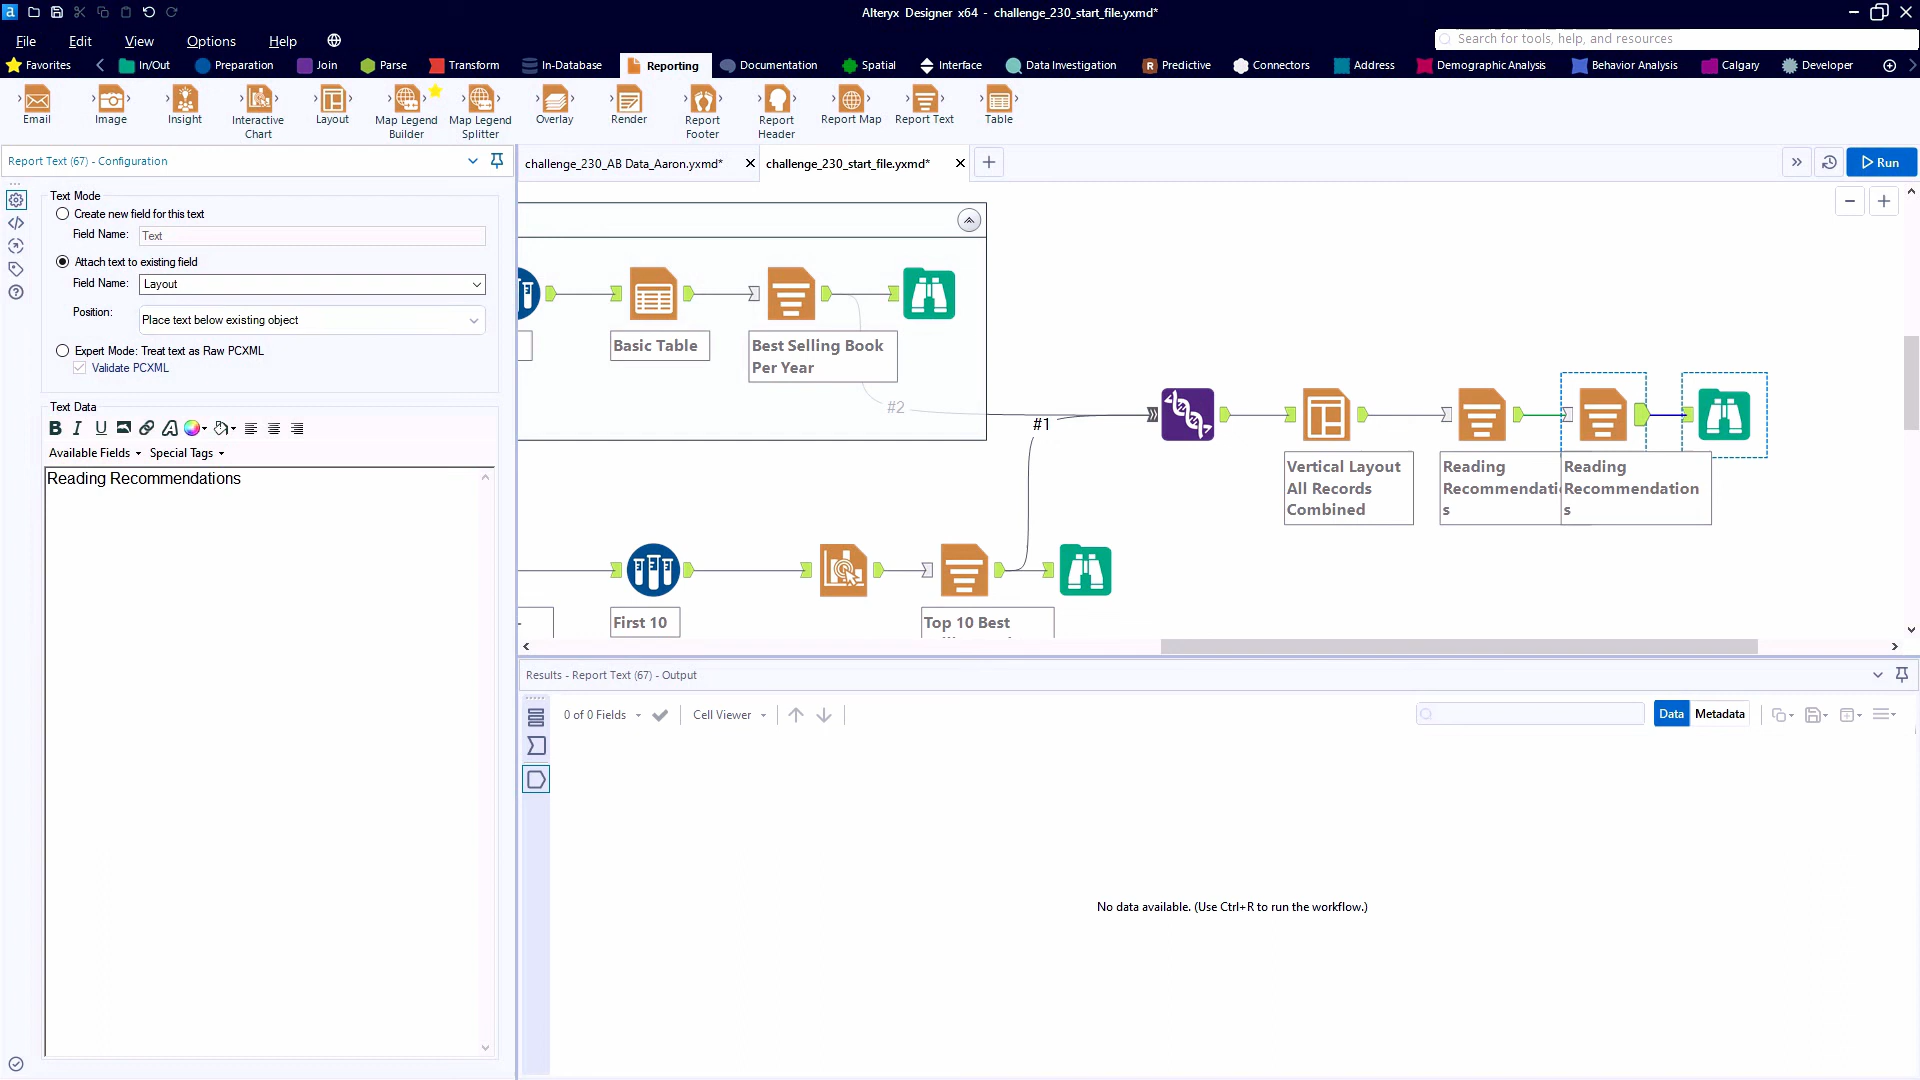 Alteryx Designer x64 - challenge_230_start_file.yxmd*
File Edit View Options Help
Search for tools, help, and resources
Favorites In/Out Preparation Join Parse Transform In-Database Reporting Documentation Spatial Interface Data Investigation Predictive Connectors Address Demographic Analysis Behavior Analysis Calgary Developer
Email Image Insight Interactive Chart Layout Map Legend Builder Map Legend Splitter Overlay Render Report Footer Report Header Report Map Report Text Table
Report Text (67) - Configuration
challenge_230_AB Data_Aaron.yxmd*
challenge_230_start_file.yxmd*
Run
Text Mode
Create new field for this text
Field Name: Text
Attach text to existing field
Field Name: Layout
Position: Place text below existing object
Expert Mode: Treat text as Raw PCXML
Validate PCXML
Text Data
B I U
Available Fields Special Tags
Reading Recommendations
Basic Table
Best Selling Book
Per Year
#2
#1
Vertical Layout
All Records
Combined
Reading
Recommendati
s
Reading
Recommendation
s
First 10
Top 10 Best
Results - Report Text (67) - Output
0 of 0 Fields
Cell Viewer
Data Metadata
No data available. (Use Ctrl+R to run the workflow.)